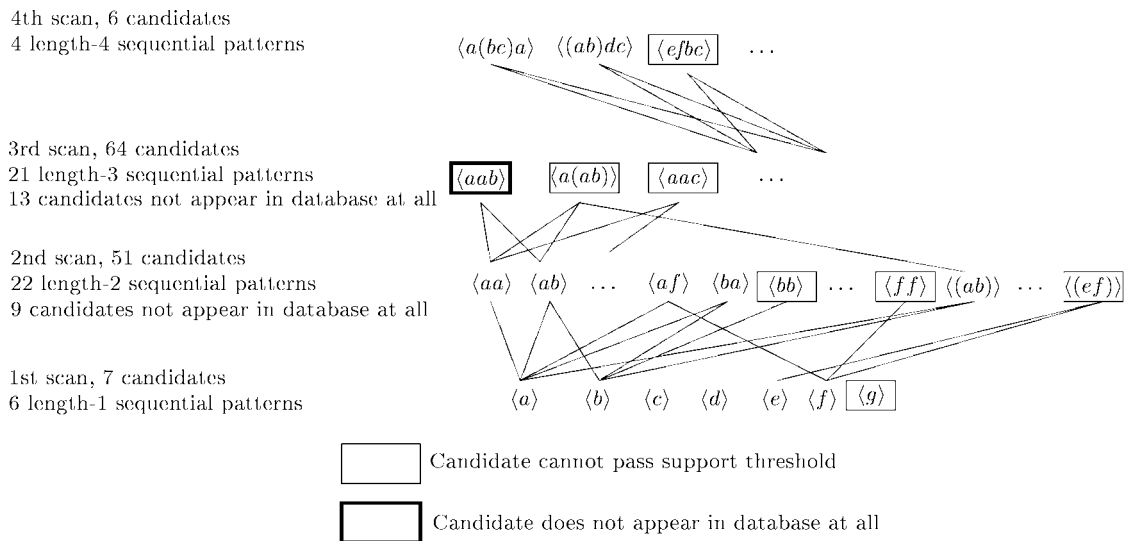 4th scan, 6 candidates
4 length-4 sequential patterns
⟨a(bc)a⟩ ⟨(ab)dc⟩ ⟨efbc⟩ ...
3rd scan, 64 candidates
21 length-3 sequential patterns
13 candidates not appear in database at all
⟨aab⟩ ⟨a(ab)⟩ ⟨aac⟩ ...
2nd scan, 51 candidates
22 length-2 sequential patterns
9 candidates not appear in database at all
⟨aa⟩ ⟨ab⟩ ... ⟨af⟩ ⟨ba⟩ ⟨bb⟩ ... ⟨ff⟩ ⟨(ab)⟩ ... ⟨(ef)⟩
1st scan, 7 candidates
6 length-1 sequential patterns
⟨a⟩ ⟨b⟩ ⟨c⟩ ⟨d⟩ ⟨e⟩ ⟨f⟩ ⟨g⟩
Candidate cannot pass support threshold
Candidate does not appear in database at all